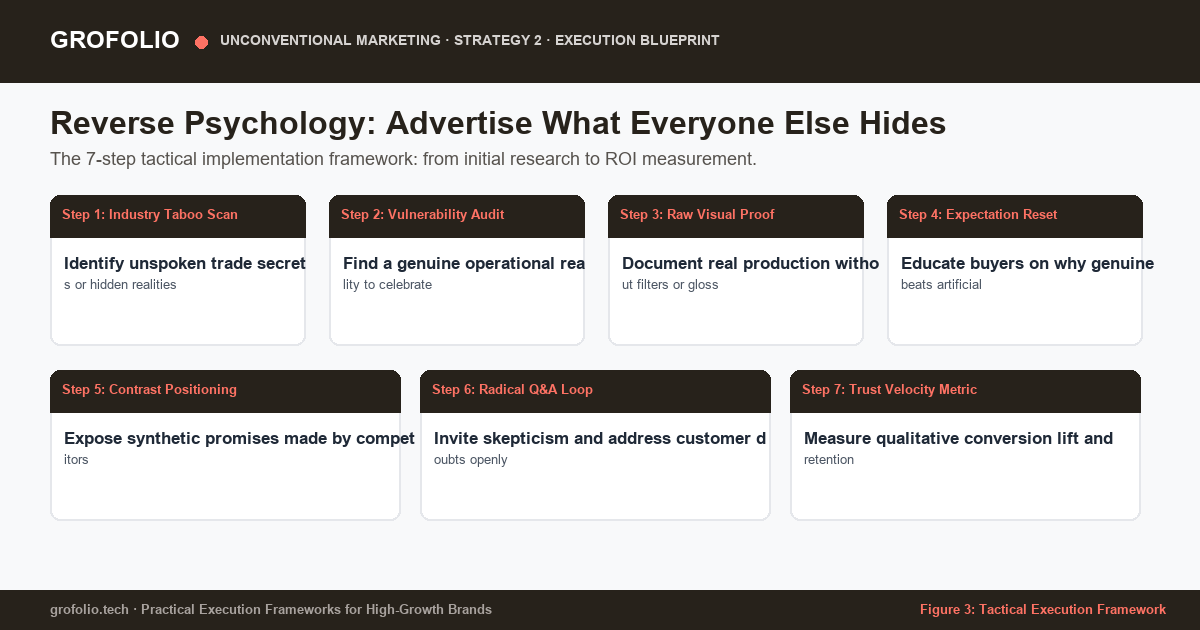 GROFOLIO
UNCONVENTIONAL MARKETING · STRATEGY 2 · EXECUTION BLUEPRINT
Reverse Psychology: Advertise What Everyone Else Hides
The 7-step tactical implementation framework: from initial research to ROI measurement.
Step 1: Industry Taboo Scan
Identify unspoken trade secret
s or hidden realities
Step 2: Vulnerability Audit
Find a genuine operational rea
lity to celebrate
Step 3: Raw Visual Proof
Document real production witho
ut filters or gloss
Step 4: Expectation Reset
Educate buyers on why genuine
beats artificial
Step 5: Contrast Positioning
Expose synthetic promises made by compet
itors
Step 6: Radical Q&A Loop
Invite skepticism and address customer d
oubts openly
Step 7: Trust Velocity Metric
Measure qualitative conversion lift and
retention
grofolio.tech · Practical Execution Frameworks for High-Growth Brands
Figure 3: Tactical Execution Framework